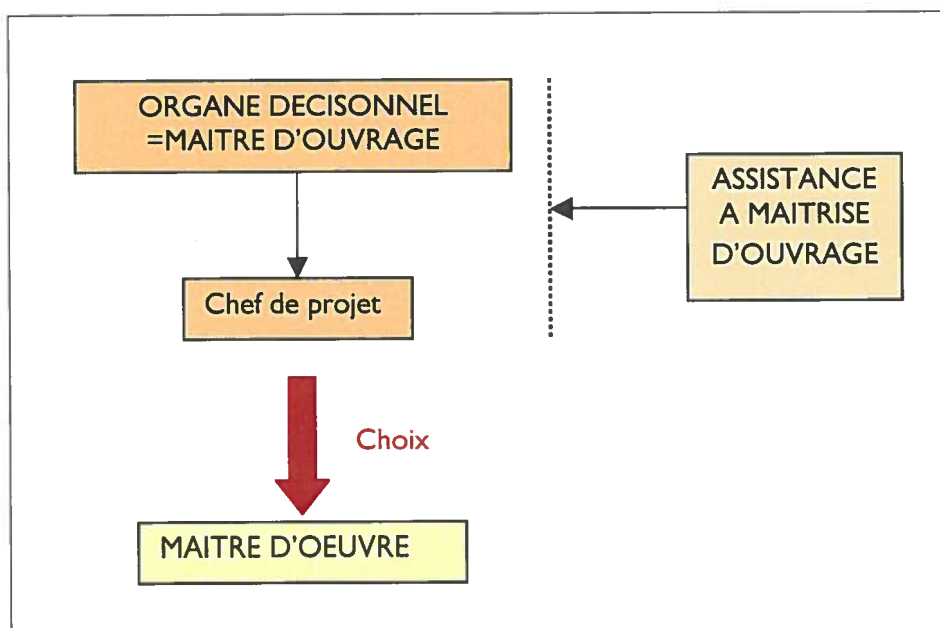 ORGANE DECISONNEL
=MAITRE D'OUVRAGE
ASSISTANCE
A MAITRISE
D'OUVRAGE
Chef de projet
Choix
MAITRE D'OEUVRE